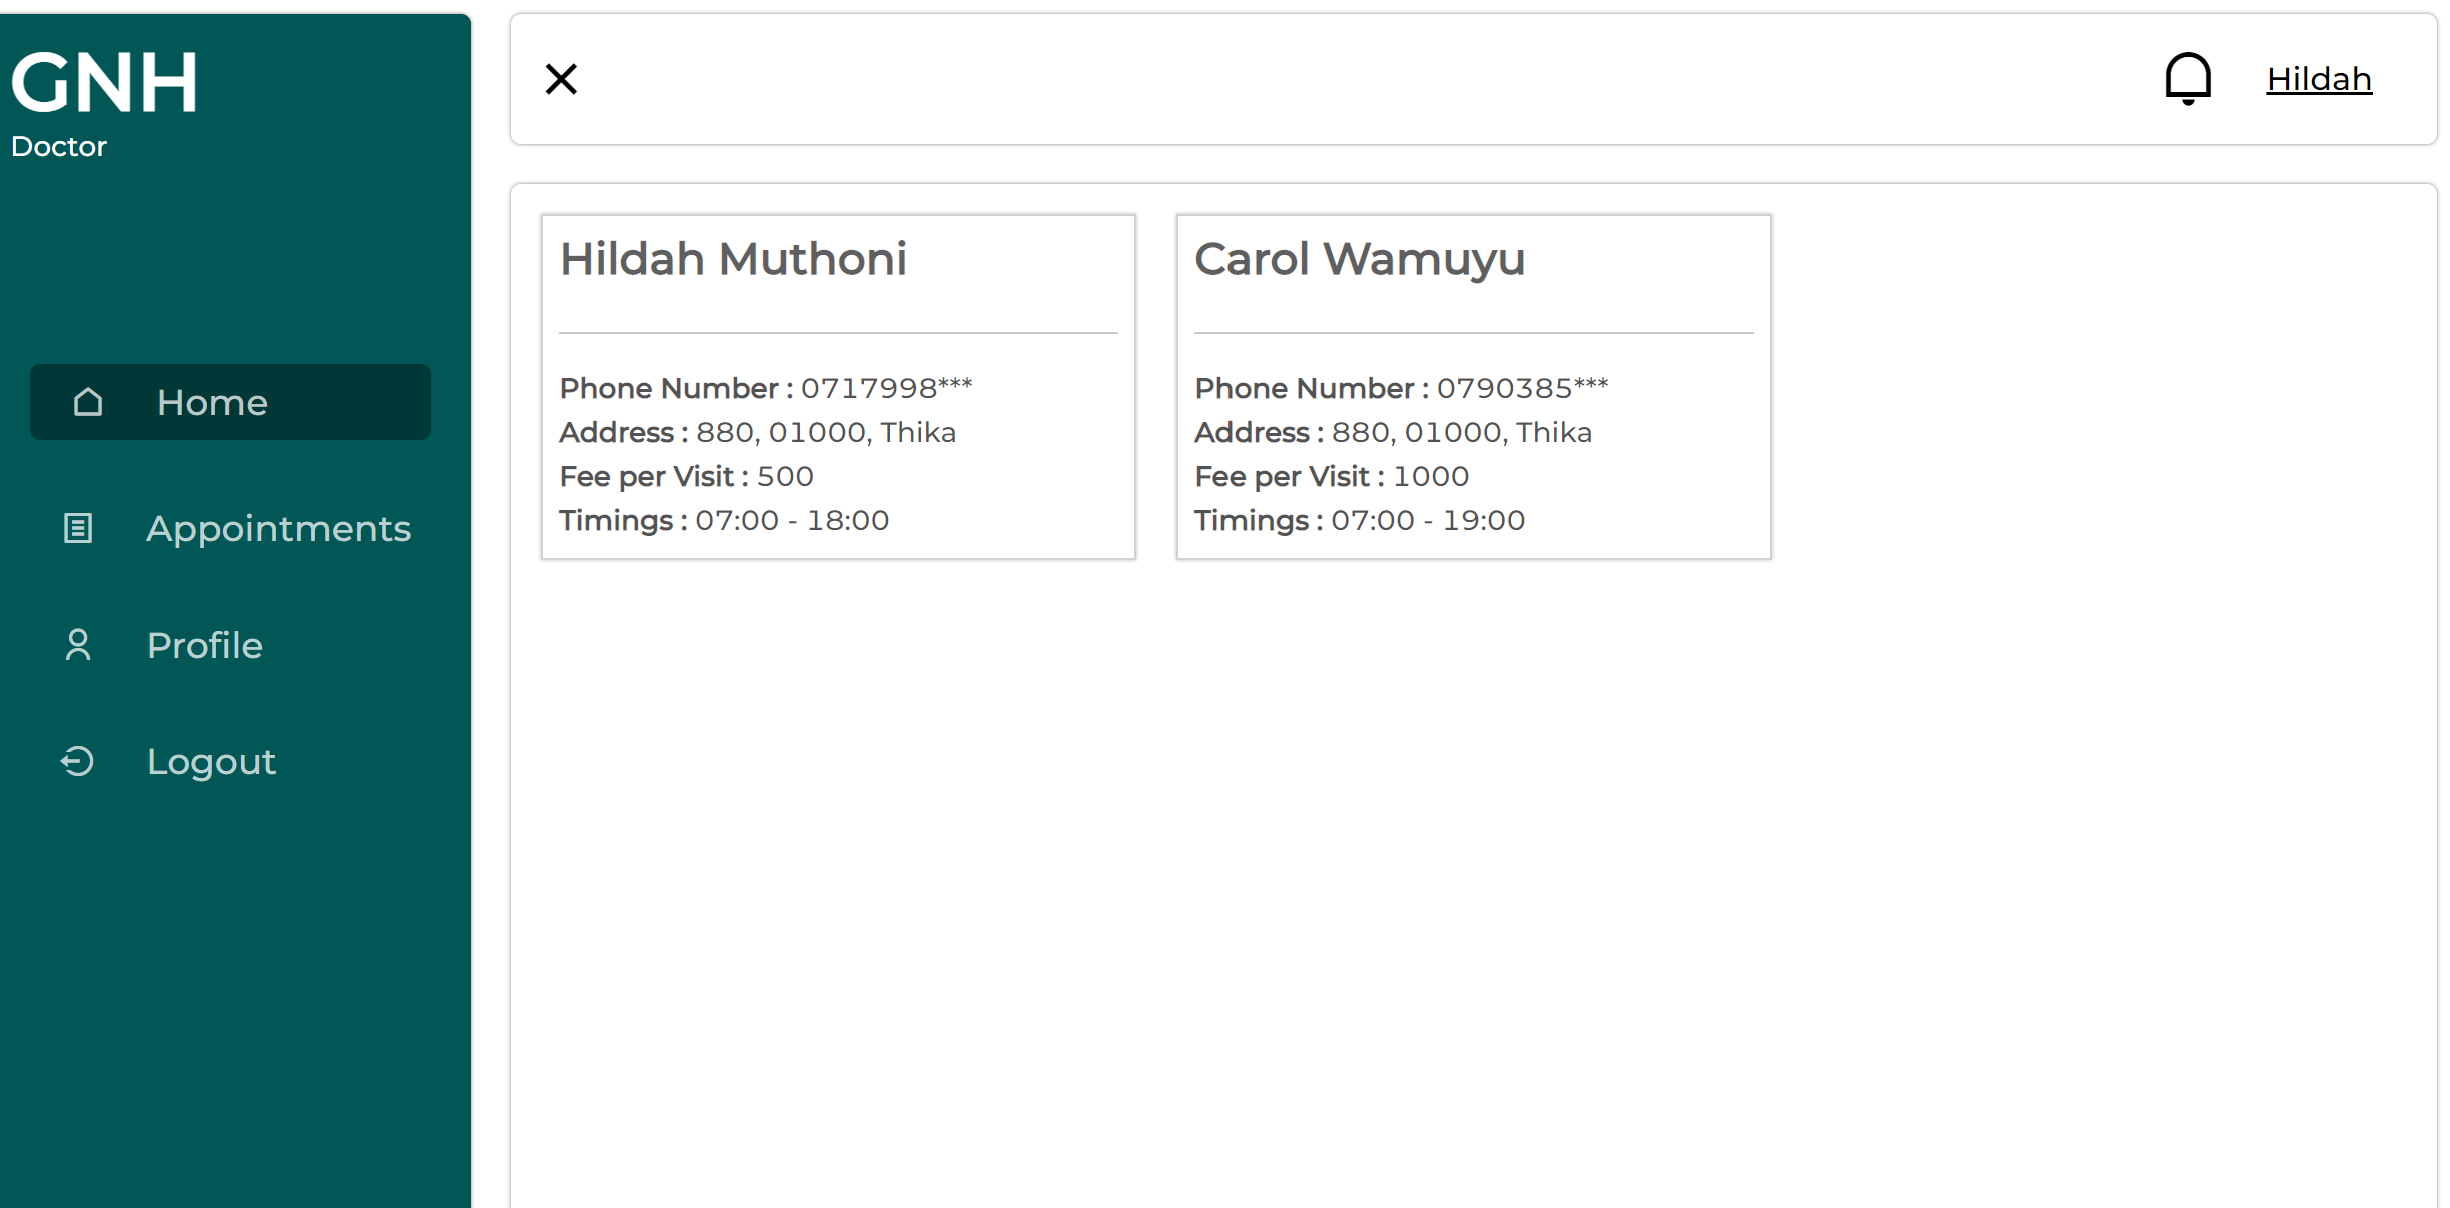 GNH
Doctor
Home
Appointments
Profile
Logout
Hildah
Hildah Muthoni
Phone Number : 0717998***
Address : 880, 01000, Thika
Fee per Visit : 500
Timings : 07:00 - 18:00
Carol Wamuyu
Phone Number : 0790385***
Address : 880, 01000, Thika
Fee per Visit : 1000
Timings : 07:00 - 19:00